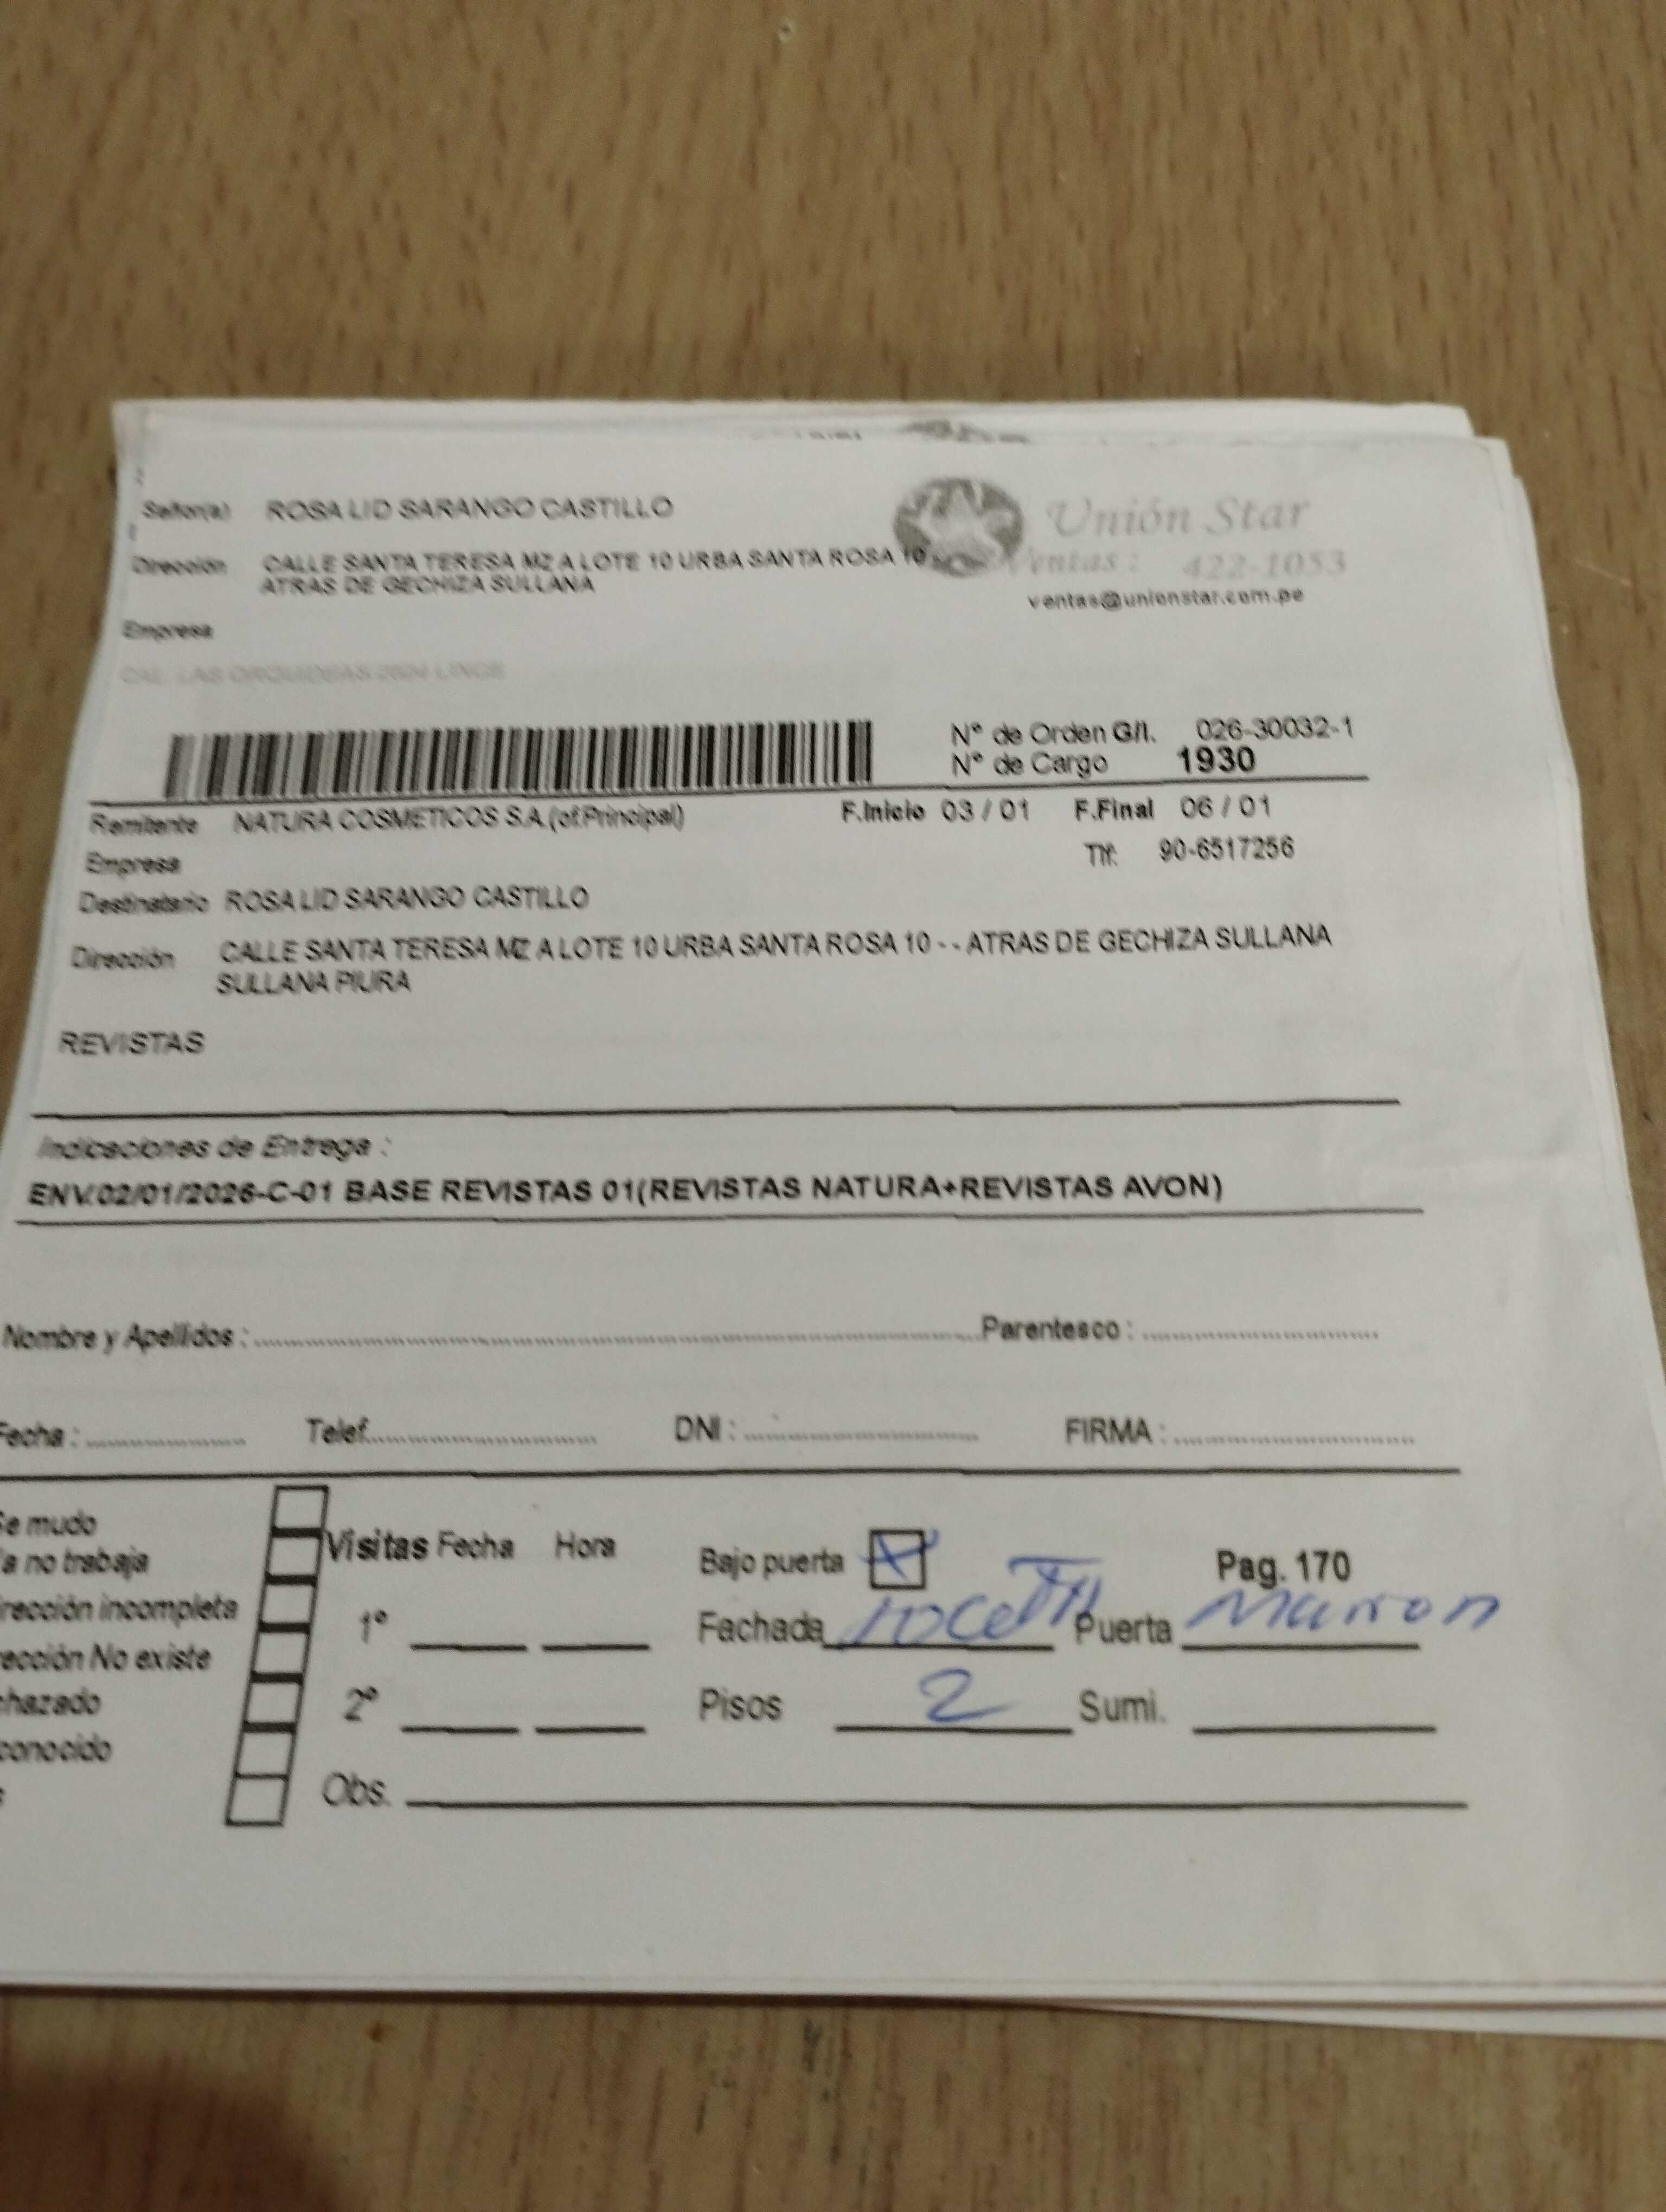 Señor(a) ROSA LID SARANGO CASTILLO
Unión Star
Dirección CALLE SANTA TERESA MZ A LOTE 10 URBA SANTA ROSA 10
ATRAS DE GECHIZA SULLANA
Ventas : 422-1053
ventas@unionstar.com.pe
Empresa
CAL. LAS ORQUIDEAS 2604 LINCE
N° de Orden G/I. 026-30032-1
N° de Cargo 1930
Remitente NATURA COSMETICOS S.A.(of.Principal) F.Inicio 03 / 01 F.Final 06 / 01
Empresa Tlf: 90-6517256
Destinatario ROSA LID SARANGO CASTILLO
Dirección CALLE SANTA TERESA MZ A LOTE 10 URBA SANTA ROSA 10 - - ATRAS DE GECHIZA SULLANA
SULLANA PIURA
REVISTAS
Indicaciones de Entrega :
ENV.02/01/2026-C-01 BASE REVISTAS 01(REVISTAS NATURA+REVISTAS AVON)
Nombre y Apellidos : Parentesco :
Fecha : Telef. DNI : FIRMA :
Se mudo
a no trabaja
Visitas Fecha Hora
Bajo puerta X Pag. 170
irección incompleta
1° Fachada Puerta Marron
rección No existe
chazado
2° Pisos 2 Sumi.
conocido
Obs.